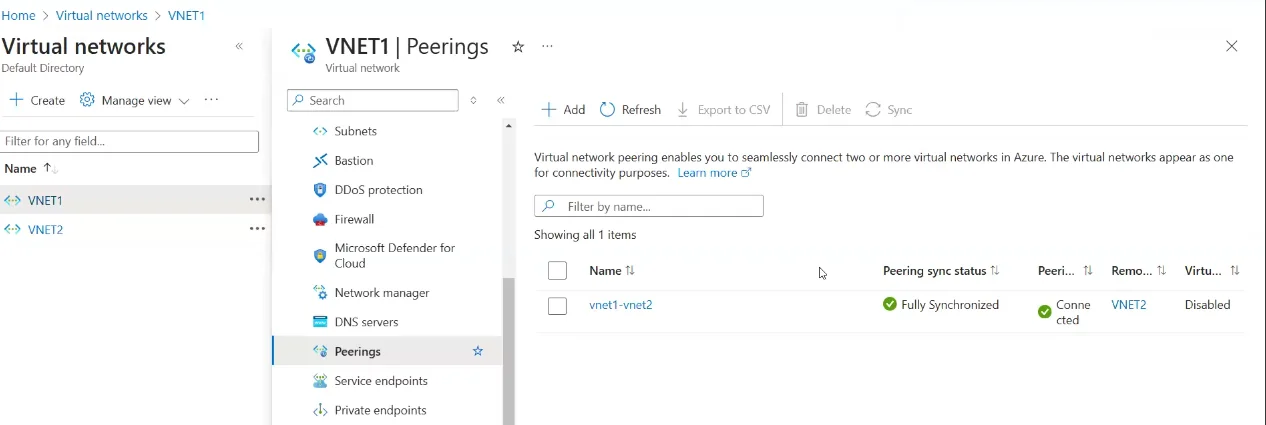 Home > Virtual networks > VNET1
Virtual networks
Default Directory
Create Manage view
Filter for any field...
Name
VNET1
VNET2
VNET1 | Peerings
Virtual network
Search
Subnets
Bastion
DDoS protection
Firewall
Microsoft Defender for
Cloud
Network manager
DNS servers
Peerings
Service endpoints
Private endpoints
Add Refresh Export to CSV Delete Sync
Virtual network peering enables you to seamlessly connect two or more virtual networks in Azure. The virtual networks appear as one
for connectivity purposes. Learn more
Filter by name...
Showing all 1 items
Name Peering sync status Peeri... Remo... Virtu...
vnet1-vnet2 Fully Synchronized Conne VNET2 Disabled
cted